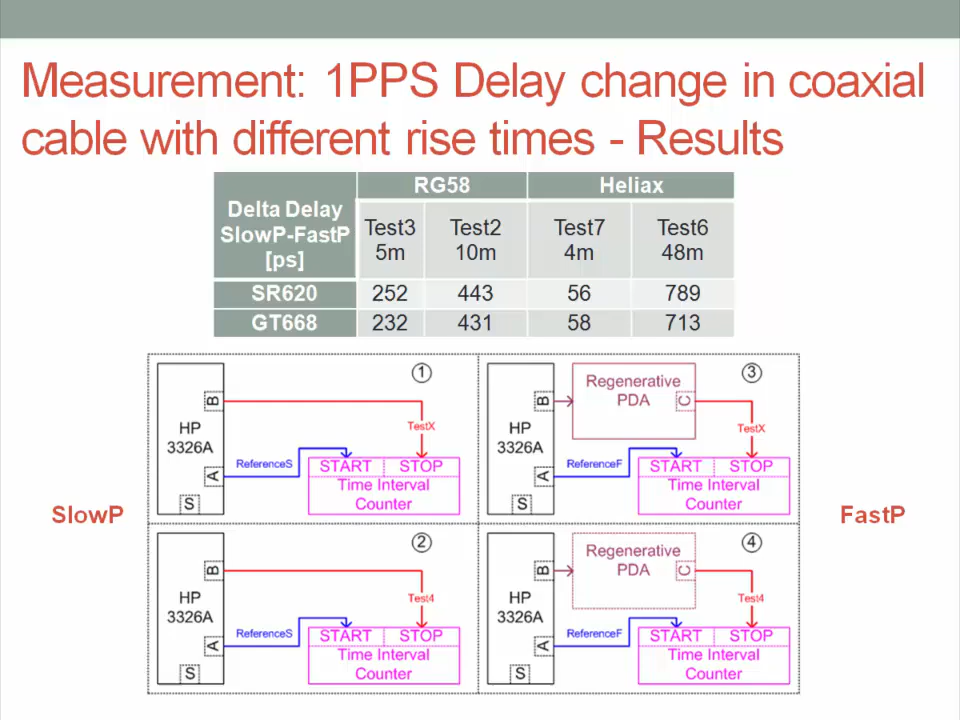 Measurement: 1PPS Delay change in coaxial
cable with different rise times - Results
Delta Delay
SlowP-FastP
[ps]
RG58
Heliax
Test3
5m
Test2
10m
Test7
4m
Test6
48m
SR620 252 443 56 789
GT668 232 431 58 713
1
B
HP
3326A
A
S
TestX
ReferenceS
START STOP
Time Interval
Counter
3
B
HP
3326A
A
S
Regenerative
PDA
C
TestX
ReferenceF
START STOP
Time Interval
Counter
SlowP
FastP
2
B
HP
3326A
A
S
Test4
ReferenceS
START STOP
Time Interval
Counter
4
B
HP
3326A
A
S
Regenerative
PDA
C
Test4
ReferenceF
START STOP
Time Interval
Counter